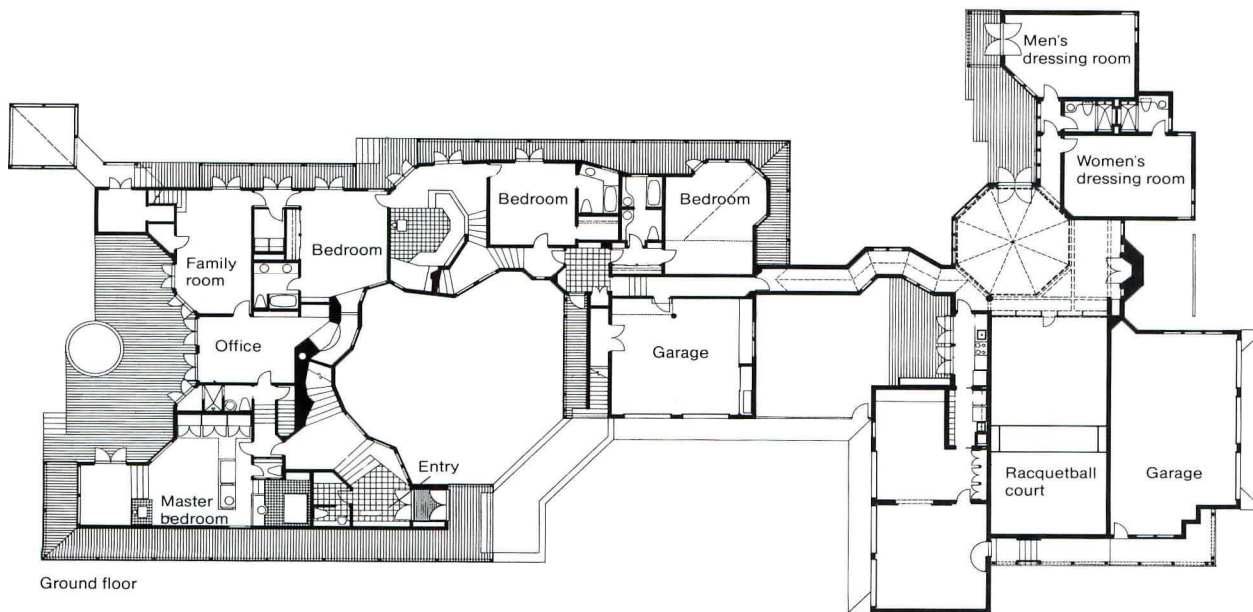 Men's
dressing room
Women's
dressing room
Bedroom
Bedroom
Bedroom
Family
room
Office
Garage
Entry
Master
bedroom
Racquetball
court
Garage
Ground floor